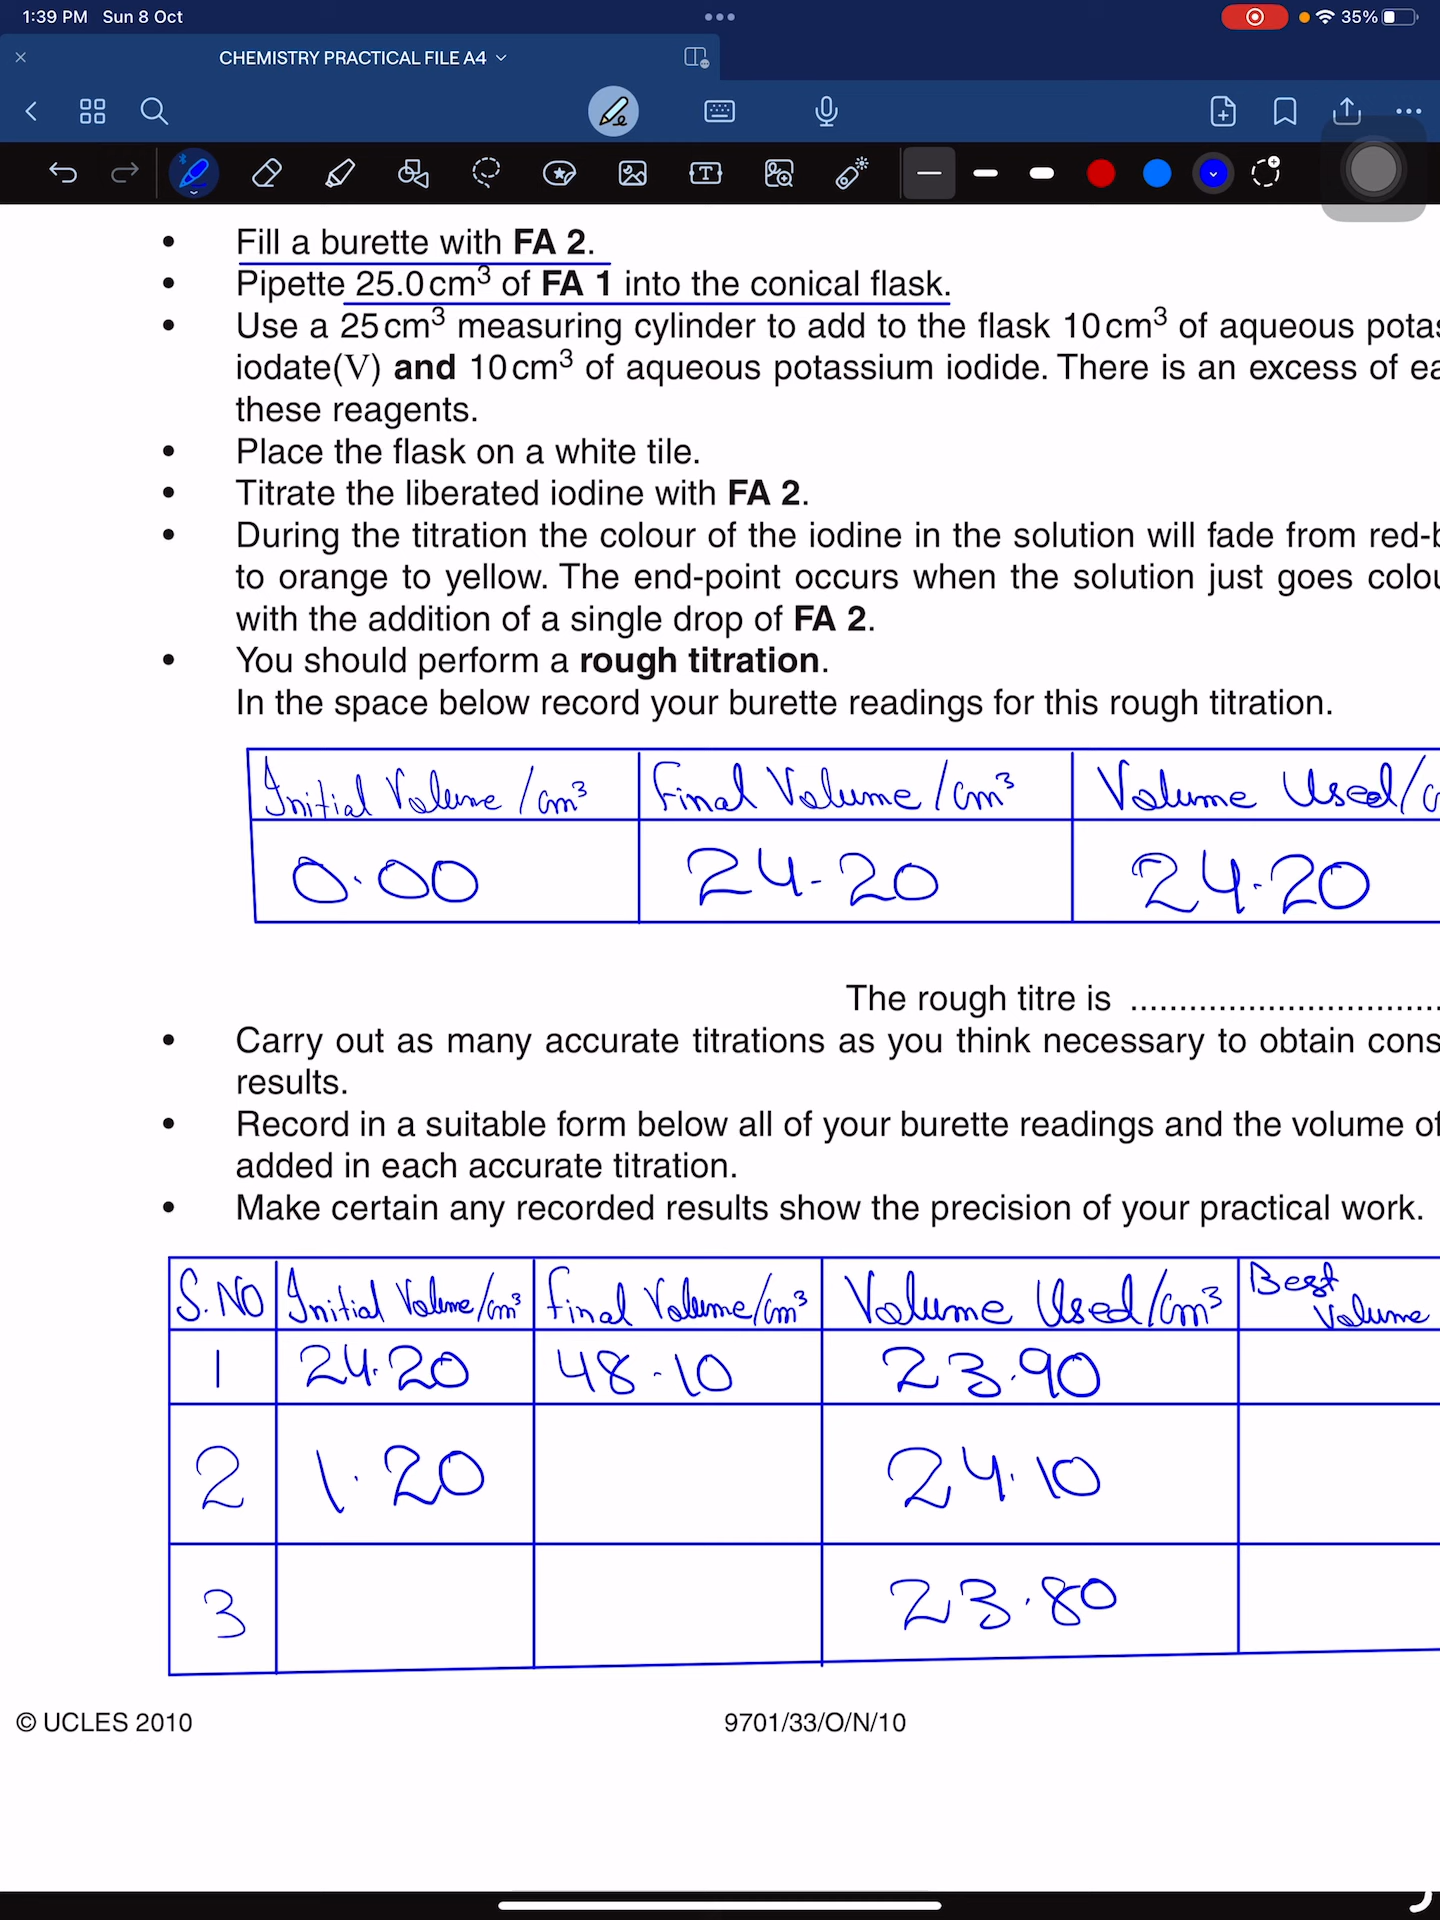 1:39 PM Sun 8 Oct
35%
CHEMISTRY PRACTICAL FILE A4
• Fill a burette with FA 2.
• Pipette 25.0 cm³ of FA 1 into the conical flask.
• Use a 25 cm³ measuring cylinder to add to the flask 10 cm³ of aqueous potas
iodate(V) and 10 cm³ of aqueous potassium iodide. There is an excess of ea
these reagents.
• Place the flask on a white tile.
• Titrate the liberated iodine with FA 2.
• During the titration the colour of the iodine in the solution will fade from red-b
to orange to yellow. The end-point occurs when the solution just goes colou
with the addition of a single drop of FA 2.
• You should perform a rough titration.
In the space below record your burette readings for this rough titration.
Initial Volume /cm³ Final Volume /cm³ Volume Used/c
0.00 24.20 24.20
The rough titre is ................................
• Carry out as many accurate titrations as you think necessary to obtain cons
results.
• Record in a suitable form below all of your burette readings and the volume of
added in each accurate titration.
• Make certain any recorded results show the precision of your practical work.
S.NO Initial Volume/cm³ Final Volume/cm³ Volume Used/cm³ Best Volume
1 24.20 48.10 23.90
2 1.20 24.10
3 23.80
© UCLES 2010 9701/33/O/N/10